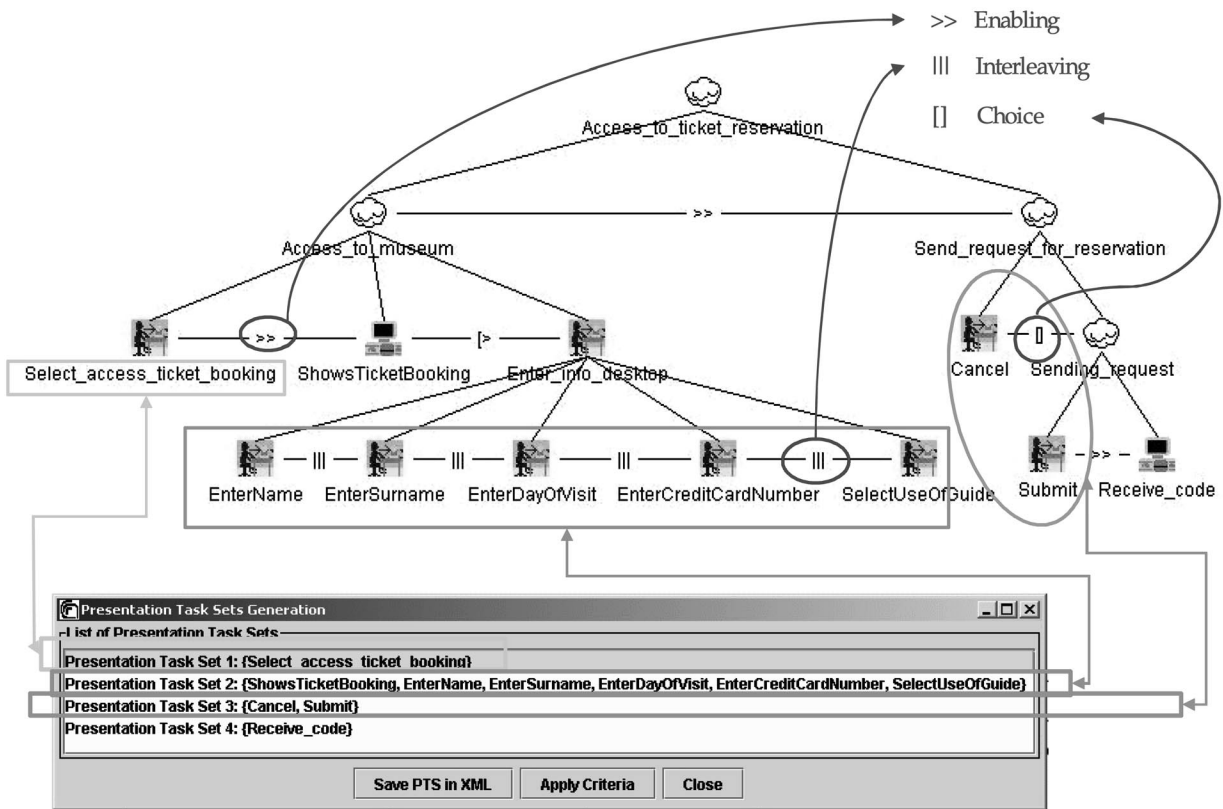 >> Enabling
||| Interleaving
[] Choice
Access_to_ticket_reservation
>>
Access_to_museum
Send_request_for_reservation
>>
[>
[]
Select_access_ticket_booking
ShowsTicketBooking
Enter_info_desktop
Cancel
Sending_request
||| ||| ||| |||
>>
EnterName
EnterSurname
EnterDayOfVisit
EnterCreditCardNumber
SelectUseOfGuide
Submit
Receive_code
Presentation Task Sets Generation
List of Presentation Task Sets
Presentation Task Set 1: {Select_access_ticket_booking}
Presentation Task Set 2: {ShowsTicketBooking, EnterName, EnterSurname, EnterDayOfVisit, EnterCreditCardNumber, SelectUseOfGuide}
Presentation Task Set 3: {Cancel, Submit}
Presentation Task Set 4: {Receive_code}
Save PTS in XML
Apply Criteria
Close